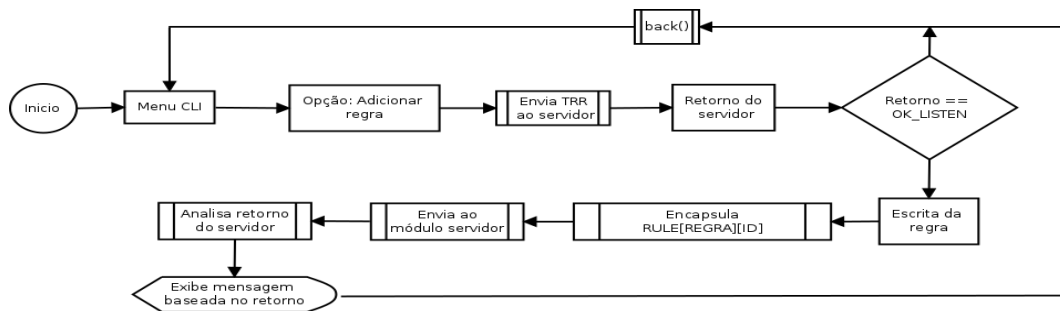 back()
Inicio
Menu CLI
Opção: Adicionar
regra
Envia TRR
ao servidor
Retorno do
servidor
Retorno ==
OK_LISTEN
Analisa retorno
do servidor
Envia ao
módulo servidor
Encapsula
RULE[REGRA][ID]
Escrita da
regra
Exibe mensagem
baseada no retorno